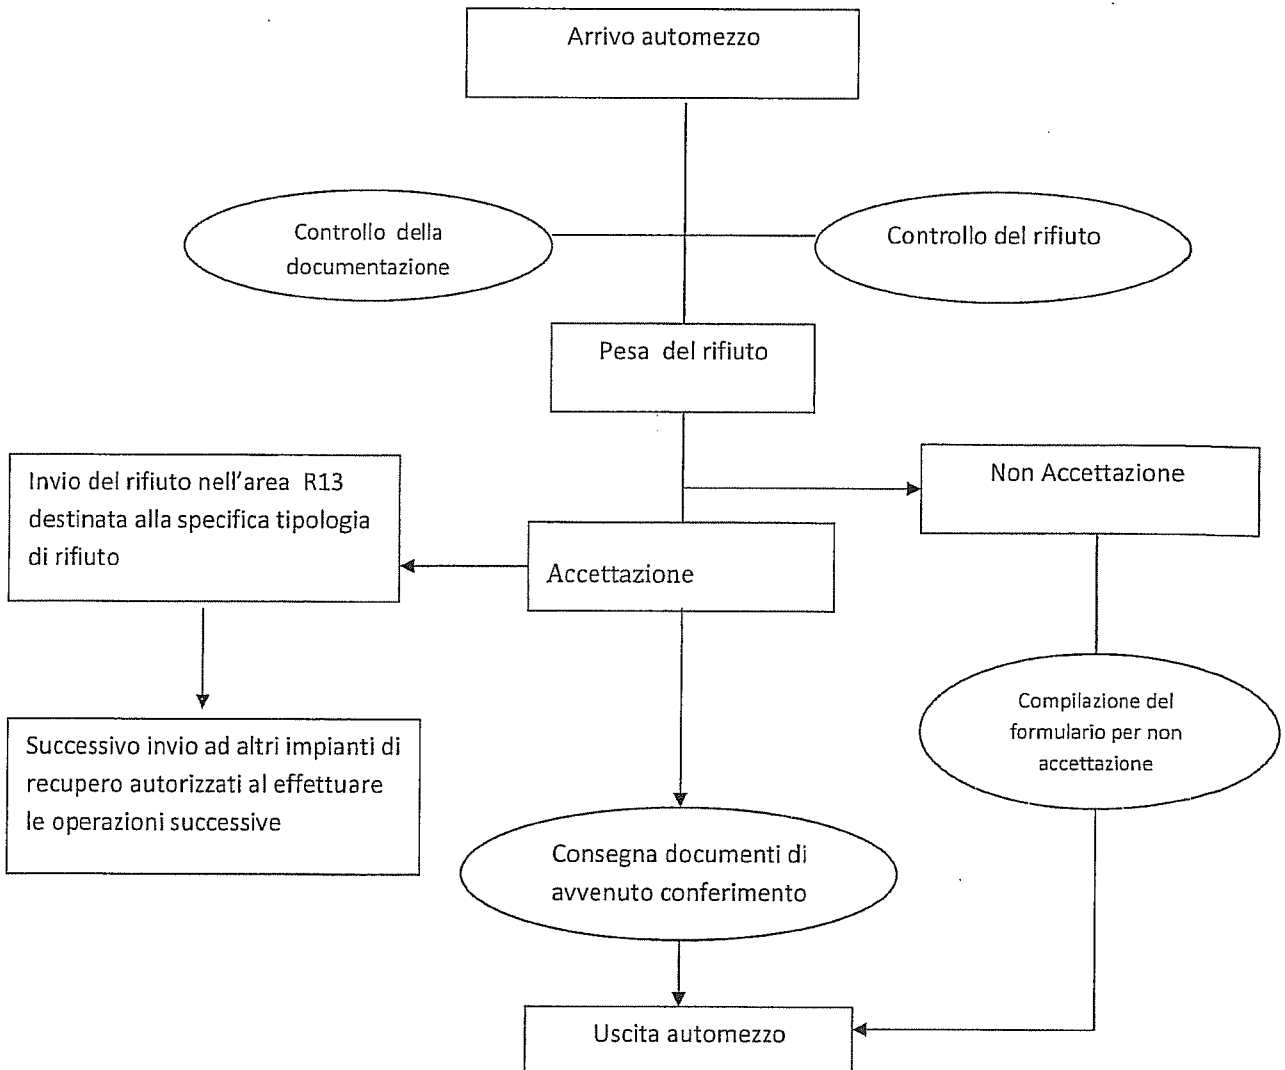 Arrivo automezzo
Controllo della
documentazione
Controllo del rifiuto
Pesa del rifiuto
Non Accettazione
Invio del rifiuto nell'area R13
destinata alla specifica tipologia
di rifiuto
Accettazione
Compilazione del
formulario per non
accettazione
Successivo invio ad altri impianti di
recupero autorizzati al effettuare
le operazioni successive
Consegna documenti di
avvenuto conferimento
Uscita automezzo